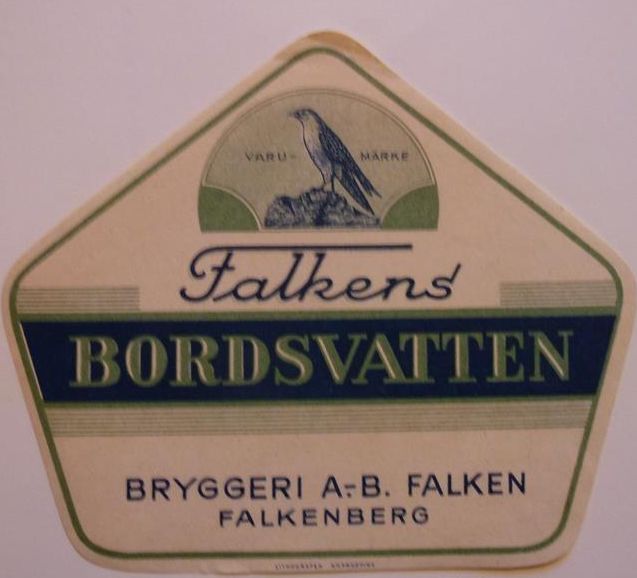 VARU- MÄRKE
Falkens
BORDSVATTEN
BRYGGERI A.-B. FALKEN
FALKENBERG